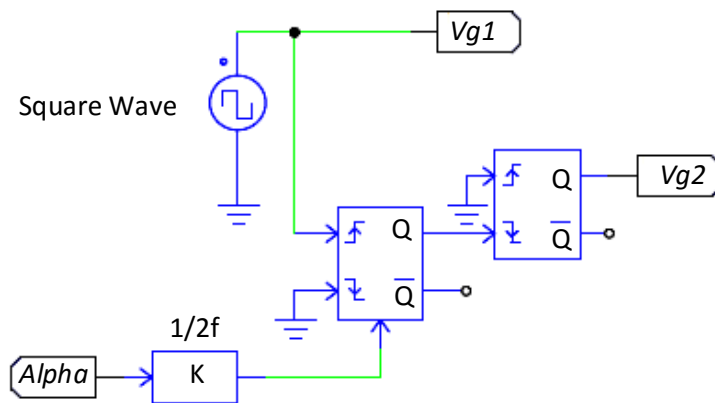 Vg1
Square Wave
Q
Vg2
Q
Q̅
Q̅
1/2f
Alpha
K